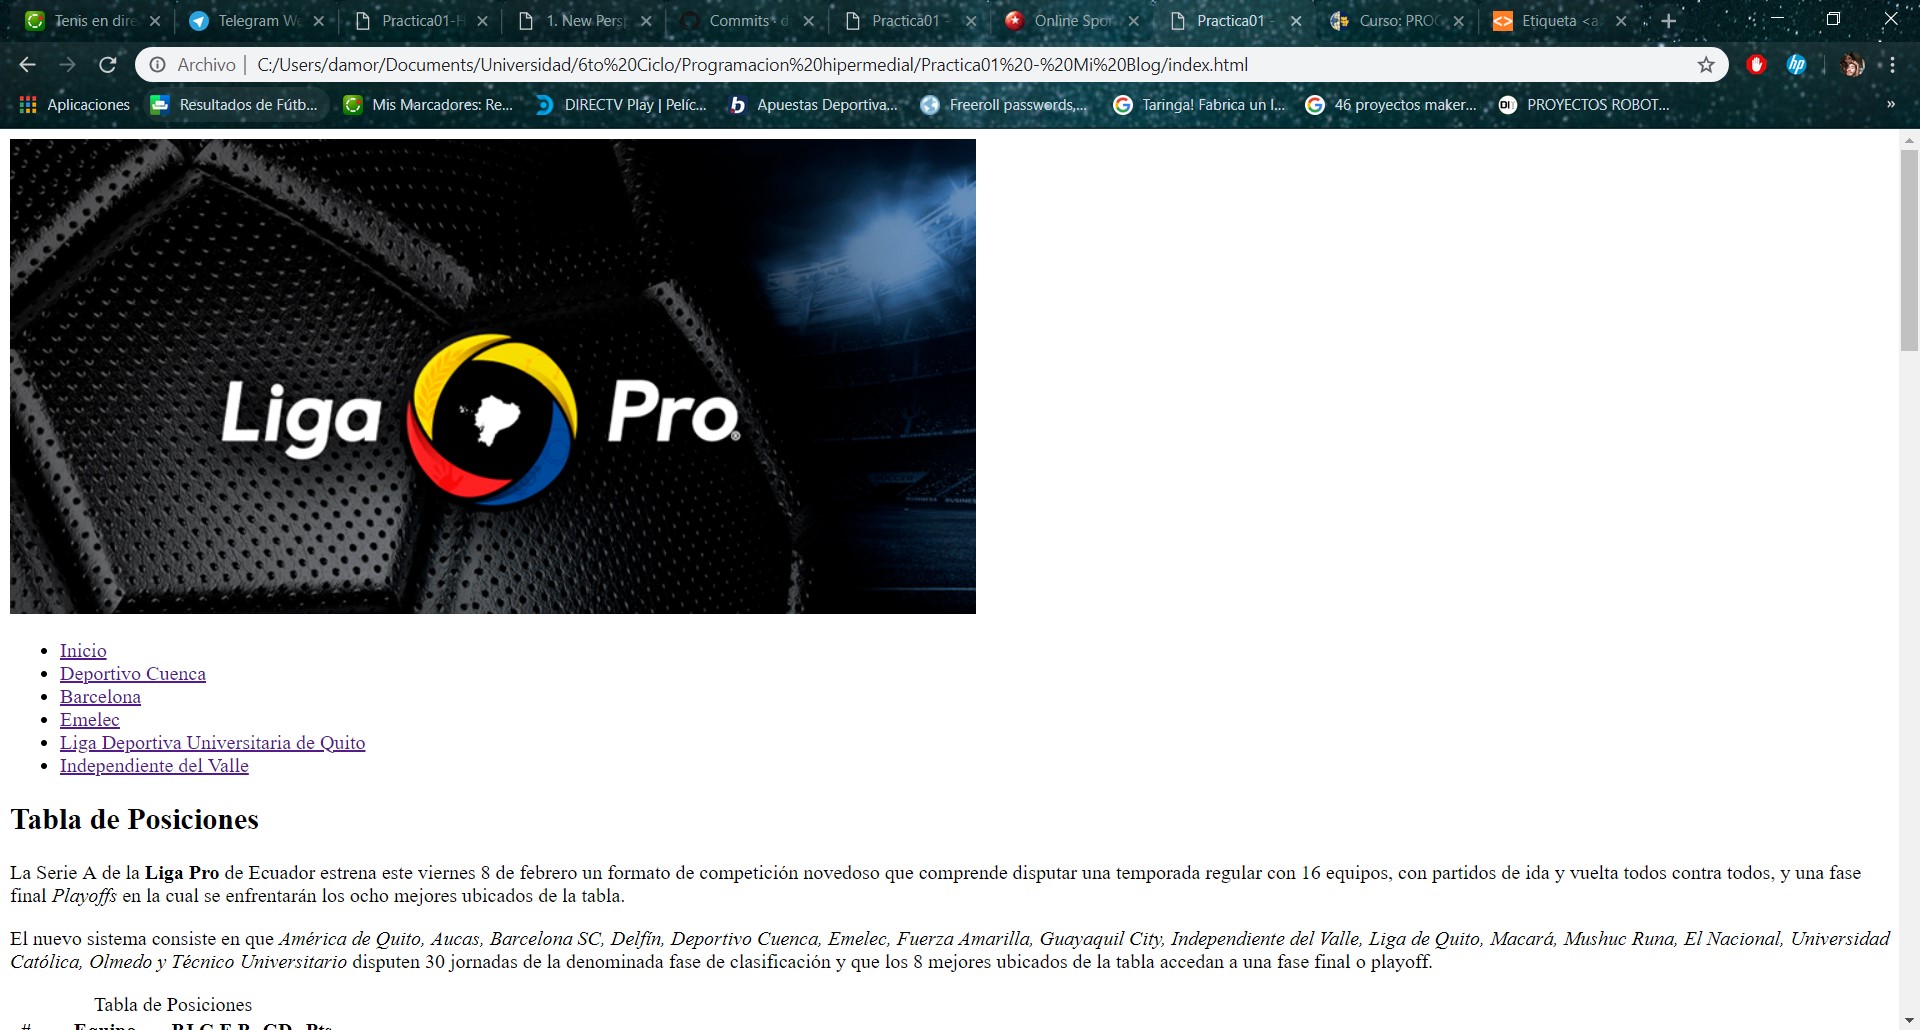 Tenis en dire
Telegram We
Practica01-H
1. New Pers
Commits · d
Practica01 -
Online Spor
Practica01 -
Curso: PROG
Etiqueta <a>
Archivo | C:/Users/damor/Documents/Universidad/6to%20Ciclo/Programacion%20hipermedial/Practica01%20-%20Mi%20Blog/index.html
Aplicaciones Resultados de Fútb... Mis Marcadores: Re... DIRECTV Play | Pelíc... Apuestas Deportiva... Freeroll passwords,... Taringa! Fabrica un I... 46 proyectos maker... PROYECTOS ROBOT... »
Liga Pro®
Inicio
Deportivo Cuenca
Barcelona
Emelec
Liga Deportiva Universitaria de Quito
Independiente del Valle
Tabla de Posiciones
La Serie A de la Liga Pro de Ecuador estrena este viernes 8 de febrero un formato de competición novedoso que comprende disputar una temporada regular con 16 equipos, con partidos de ida y vuelta todos contra todos, y una fase
final Playoffs en la cual se enfrentarán los ocho mejores ubicados de la tabla.
El nuevo sistema consiste en que América de Quito, Aucas, Barcelona SC, Delfín, Deportivo Cuenca, Emelec, Fuerza Amarilla, Guayaquil City, Independiente del Valle, Liga de Quito, Macará, Mushuc Runa, El Nacional, Universidad
Católica, Olmedo y Técnico Universitario disputen 30 jornadas de la denominada fase de clasificación y que los 8 mejores ubicados de la tabla accedan a una fase final o playoff.
Tabla de Posiciones
# Equipo PJ G E P GD Pts